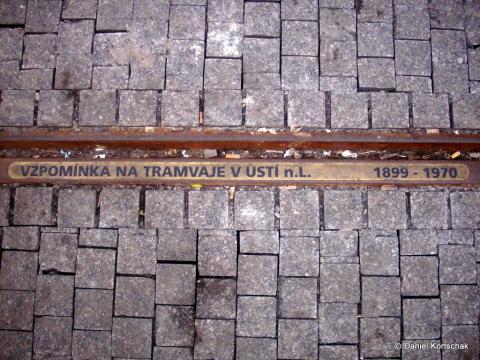 VZPOMÍNKA NA TRAMVAJE V ÚSTÍ n.L. 1899 - 1970
© Daniel Kortschak